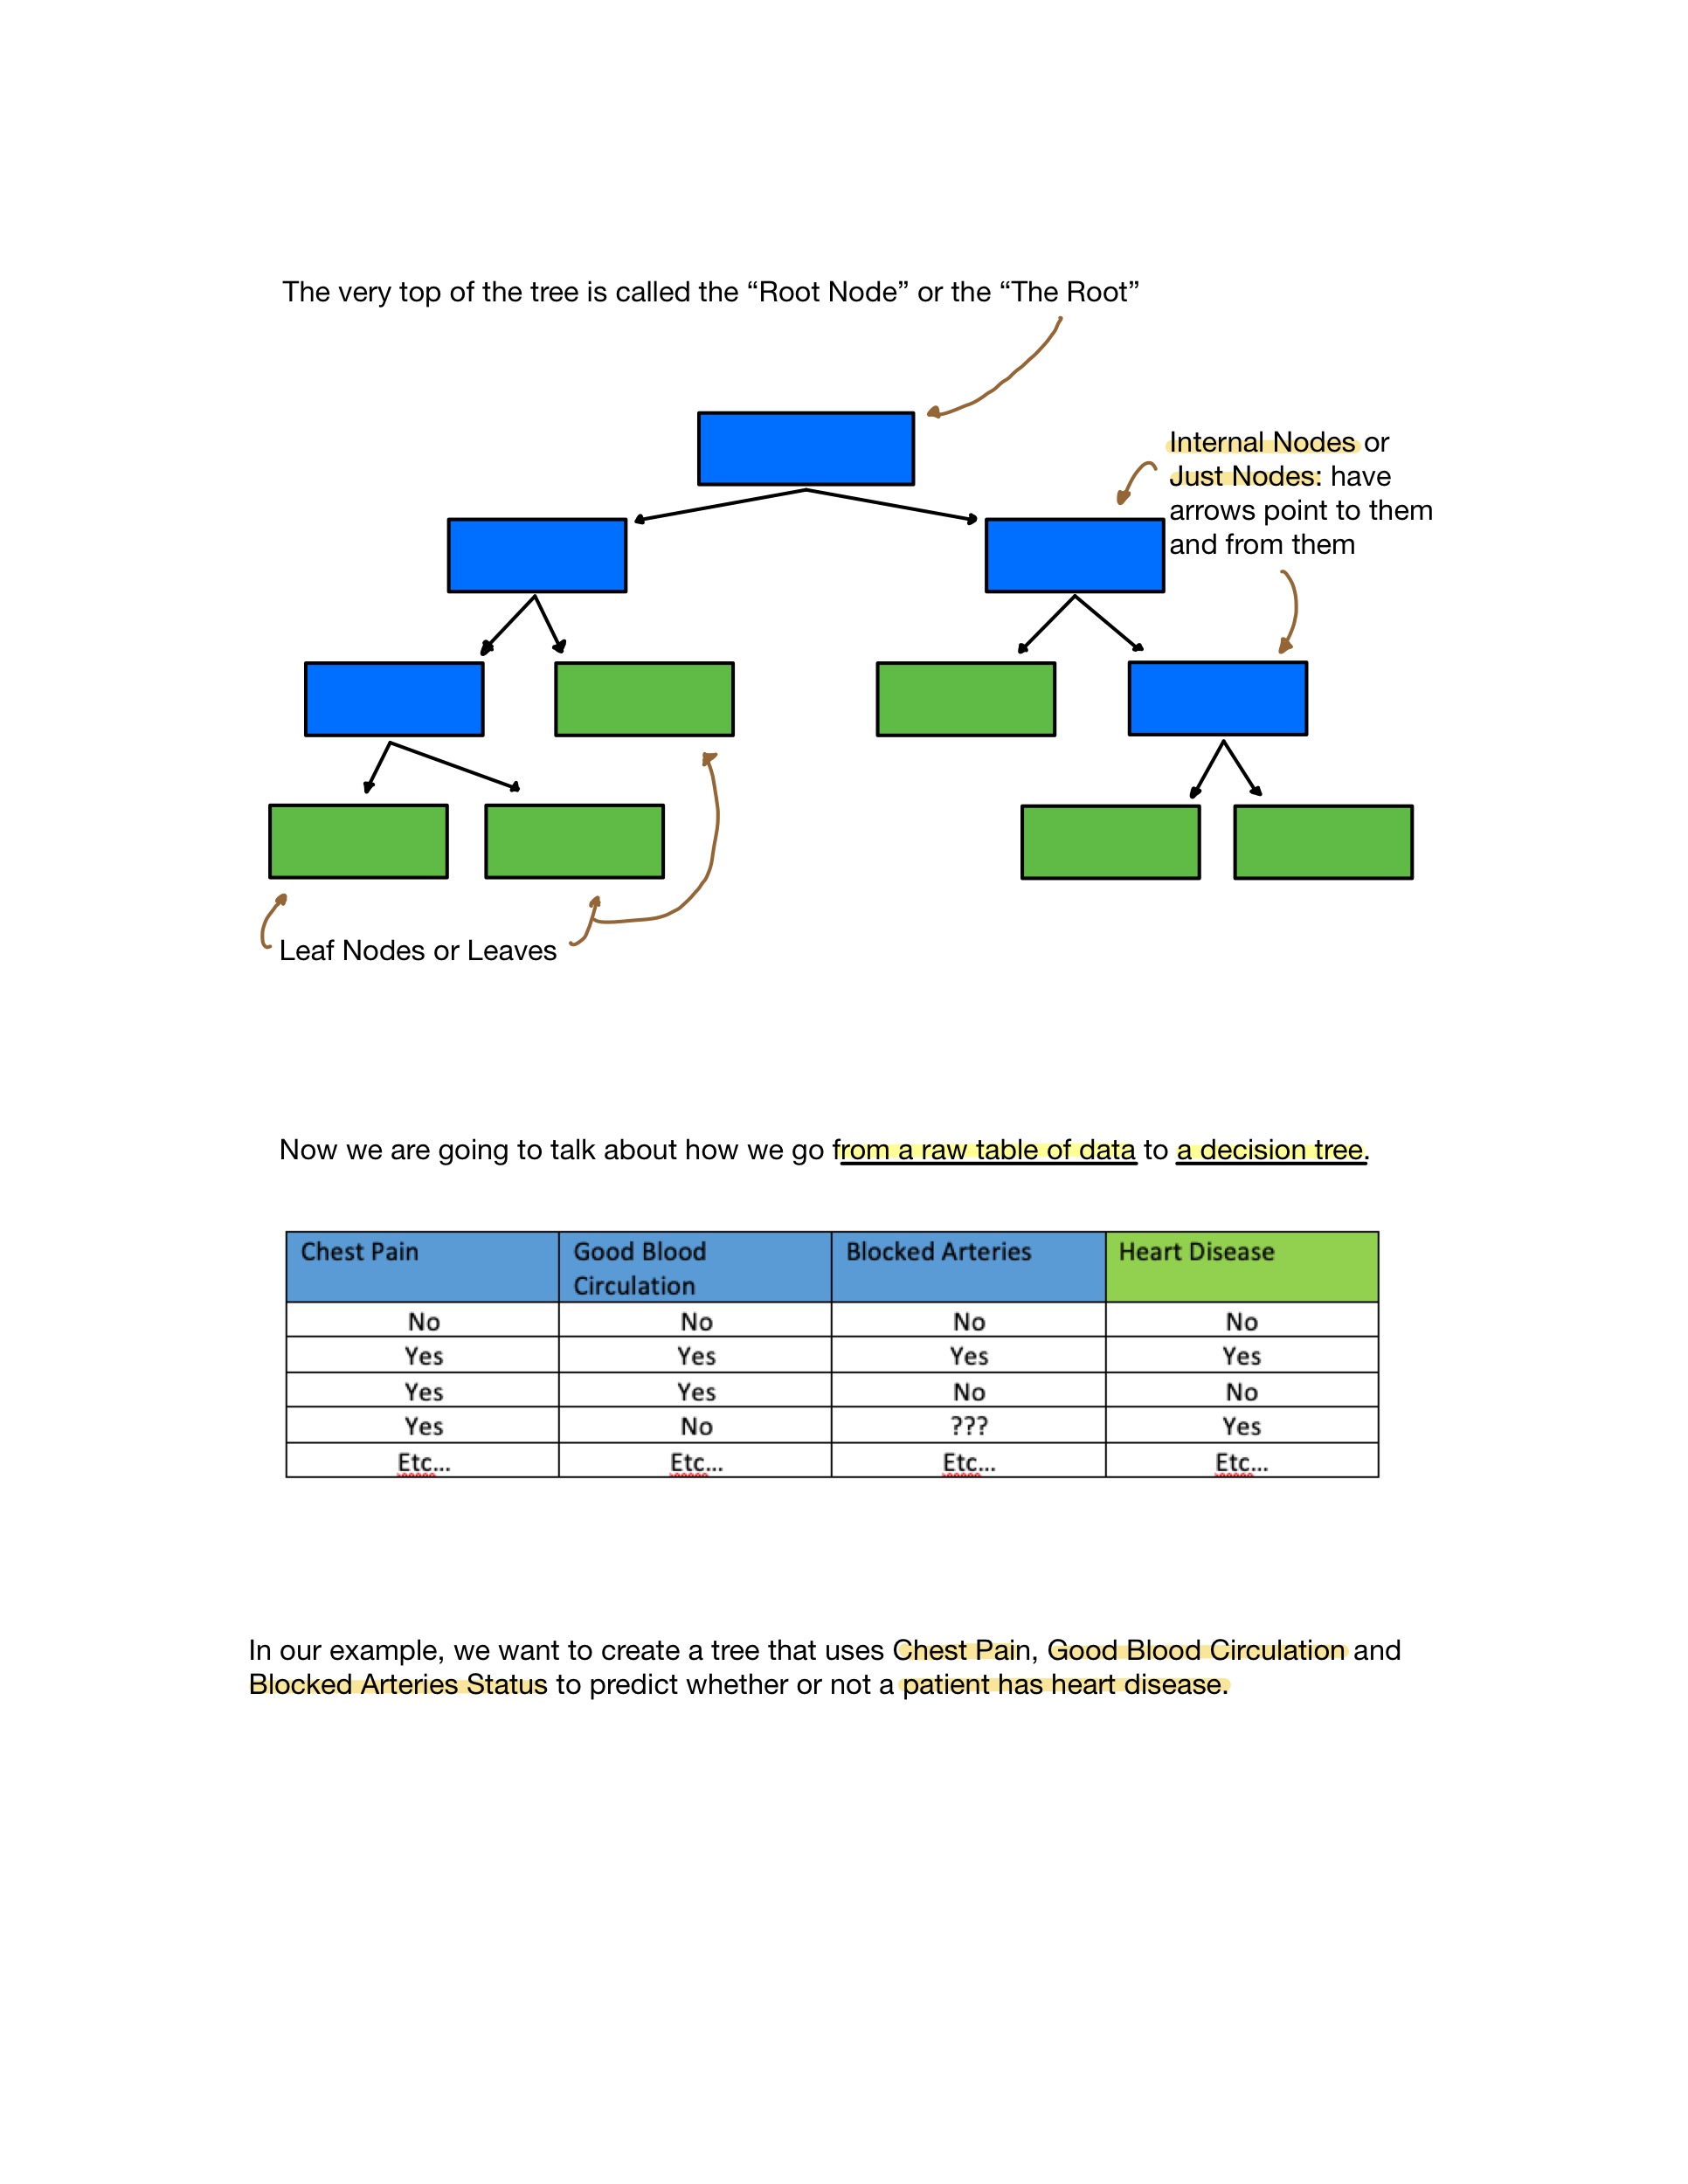 The very top of the tree is called the “Root Node” or the “The Root”
Internal Nodes or
Just Nodes: have
arrows point to them
and from them
Leaf Nodes or Leaves
Now we are going to talk about how we go from a raw table of data to a decision tree.
Chest Pain Good Blood Circulation Blocked Arteries Heart Disease
No No No No
Yes Yes Yes Yes
Yes Yes No No
Yes No ??? Yes
Etc... Etc... Etc... Etc...
In our example, we want to create a tree that uses Chest Pain, Good Blood Circulation and
Blocked Arteries Status to predict whether or not a patient has heart disease.